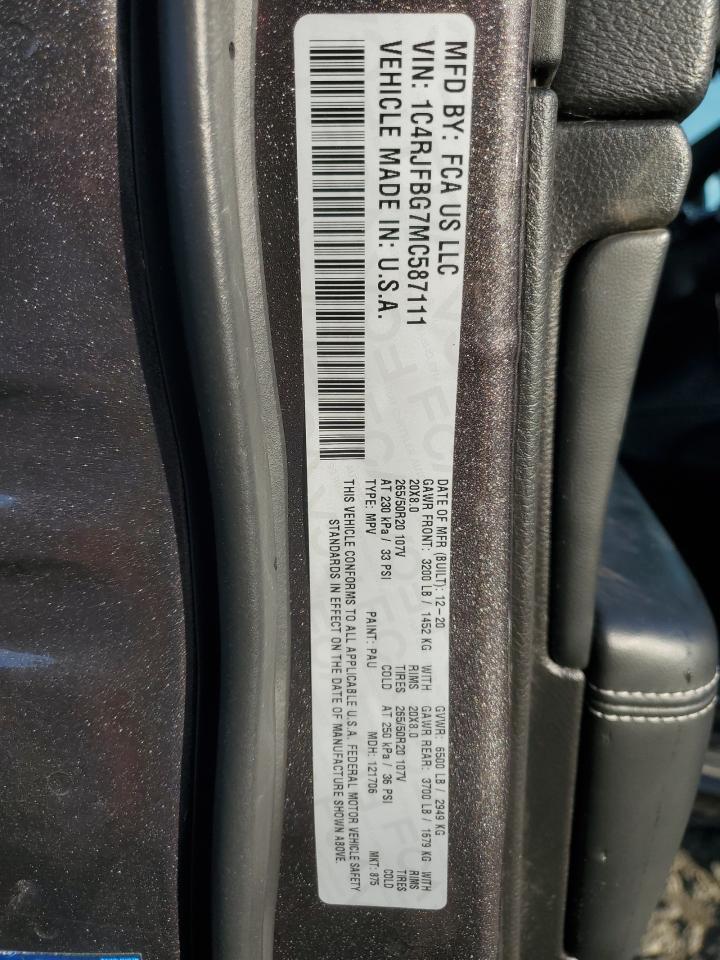 MFD BY: FCA US LLC
VIN: 1C4RJFBG7MC587111
VEHICLE MADE IN: U.S.A.
DATE OF MFR (BUILT): 12-20 GVWR: 6500 LB / 2949 KG
GAWR FRONT: 3200 LB / 1452 KG WITH GAWR REAR: 3700 LB / 1679 KG WITH
20X8.0 RIMS 20X8.0 RIMS
265/50R20 107V TIRES 265/50R20 107V TIRES
AT 230 kPa / 33 PSI COLD AT 250 kPa / 36 PSI COLD
TYPE: MPV PAINT: PAU MDH: 121706 MKT: 875
THIS VEHICLE CONFORMS TO ALL APPLICABLE U.S.A. FEDERAL MOTOR VEHICLE SAFETY
STANDARDS IN EFFECT ON THE DATE OF MANUFACTURE SHOWN ABOVE.